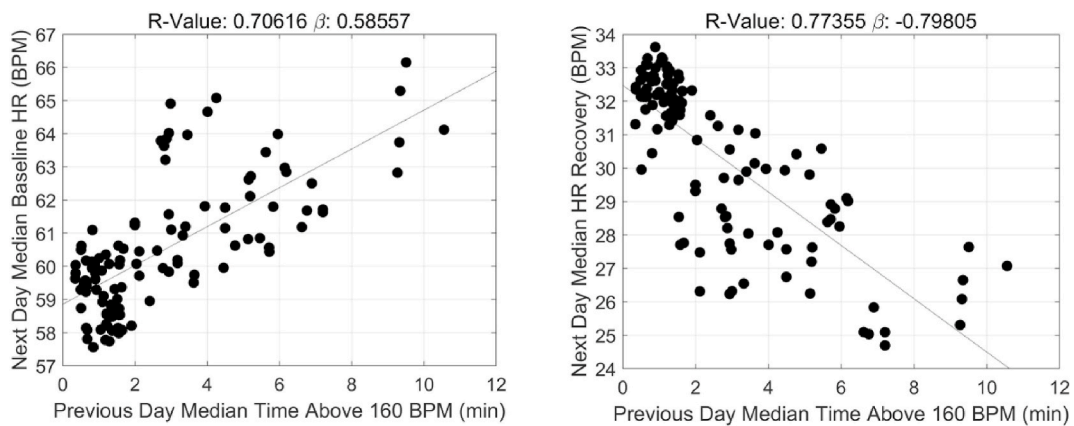 R-Value: 0.70616 β: 0.58557
Next Day Median Baseline HR (BPM)
67
66
65
64
63
62
61
60
59
58
57
0 2 4 6 8 10 12
Previous Day Median Time Above 160 BPM (min)
R-Value: 0.77355 β: -0.79805
Next Day Median HR Recovery (BPM)
34
33
32
31
30
29
28
27
26
25
24
0 2 4 6 8 10 12
Previous Day Median Time Above 160 BPM (min)